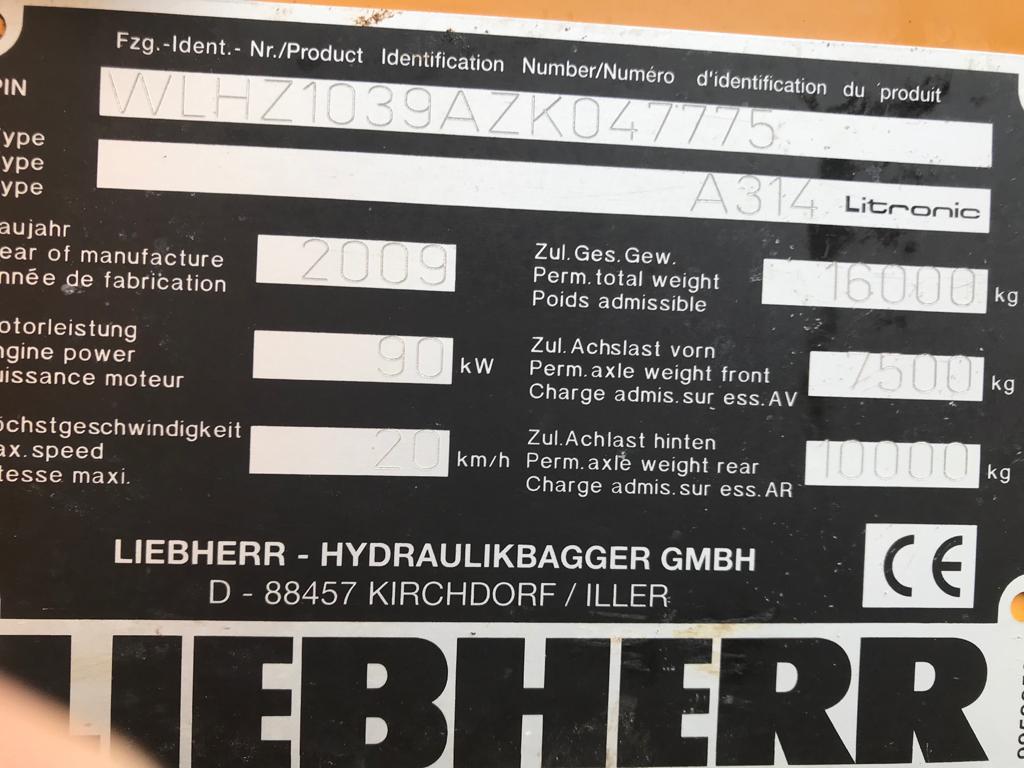 Fzg.-Ident.- Nr./Product Identification Number/Numéro d'identification du produit
PIN WLHZ1039AZK047775
ype
ype A314 Litronic
ype
aujahr
ear of manufacture 2009
nnée de fabrication
Zul. Ges. Gew.
Perm. total weight 16000 kg
Poids admissible
otorleistung
ngine power 90 kW
uissance moteur
Zul. Achslast vorn
Perm. axle weight front 7500 kg
Charge admis. sur ess. AV
öchstgeschwindigkeit
ax. speed 20 km/h
tesse maxi.
Zul. Achlast hinten
Perm. axle weight rear 10000 kg
Charge admis. sur ess. AR
LIEBHERR - HYDRAULIKBAGGER GMBH
D - 88457 KIRCHDORF / ILLER
CE
LIEBHERR